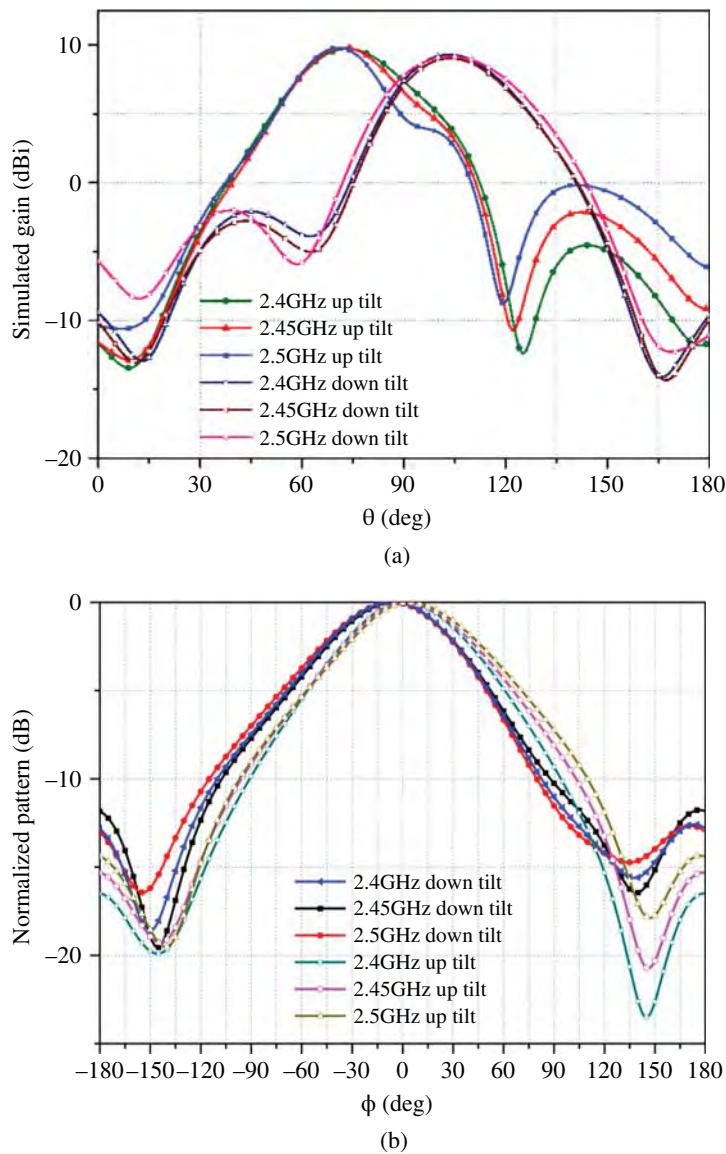 10
0
–10
–20
Simulated gain (dBi)
2.4GHz up tilt
2.45GHz up tilt
2.5GHz up tilt
2.4GHz down tilt
2.45GHz down tilt
2.5GHz down tilt
0 30 60 90 120 150 180
θ (deg)
(a)
0
–10
–20
Normalized pattern (dB)
2.4GHz down tilt
2.45GHz down tilt
2.5GHz down tilt
2.4GHz up tilt
2.45GHz up tilt
2.5GHz up tilt
–180 –150 –120 –90 –60 –30 0 30 60 90 120 150 180
ϕ (deg)
(b)